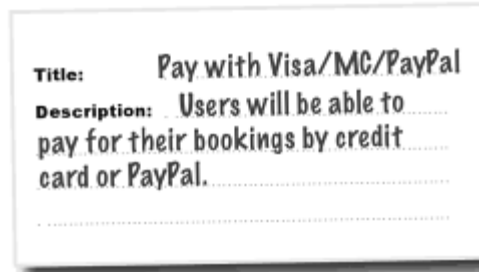 Title: Pay with Visa/MC/PayPal
Description: Users will be able to
pay for their bookings by credit
card or PayPal.